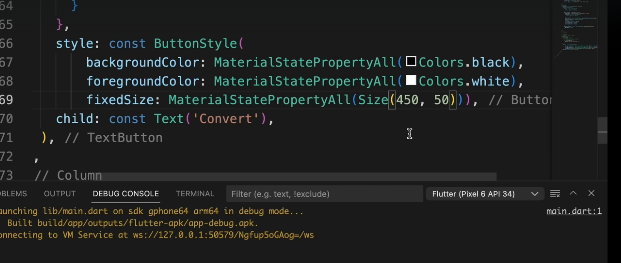 64 }
65 },
66 style: const ButtonStyle(
67 backgroundColor: MaterialStatePropertyAll(Colors.black),
68 foregroundColor: MaterialStatePropertyAll(Colors.white),
69 fixedSize: MaterialStatePropertyAll(Size(450, 50))), // Button
70 child: const Text('Convert'),
71 ), // TextButton
72 ,
73 // Column
OBLEMS OUTPUT DEBUG CONSOLE TERMINAL Filter (e.g. text, !exclude) Flutter (Pixel 6 API 34)
aunching lib/main.dart on sdk gphone64 arm64 in debug mode... main.dart:1
Built build/app/outputs/flutter-apk/app-debug.apk.
onnecting to VM Service at ws://127.0.0.1:50579/Ngfup5oGAog=/ws